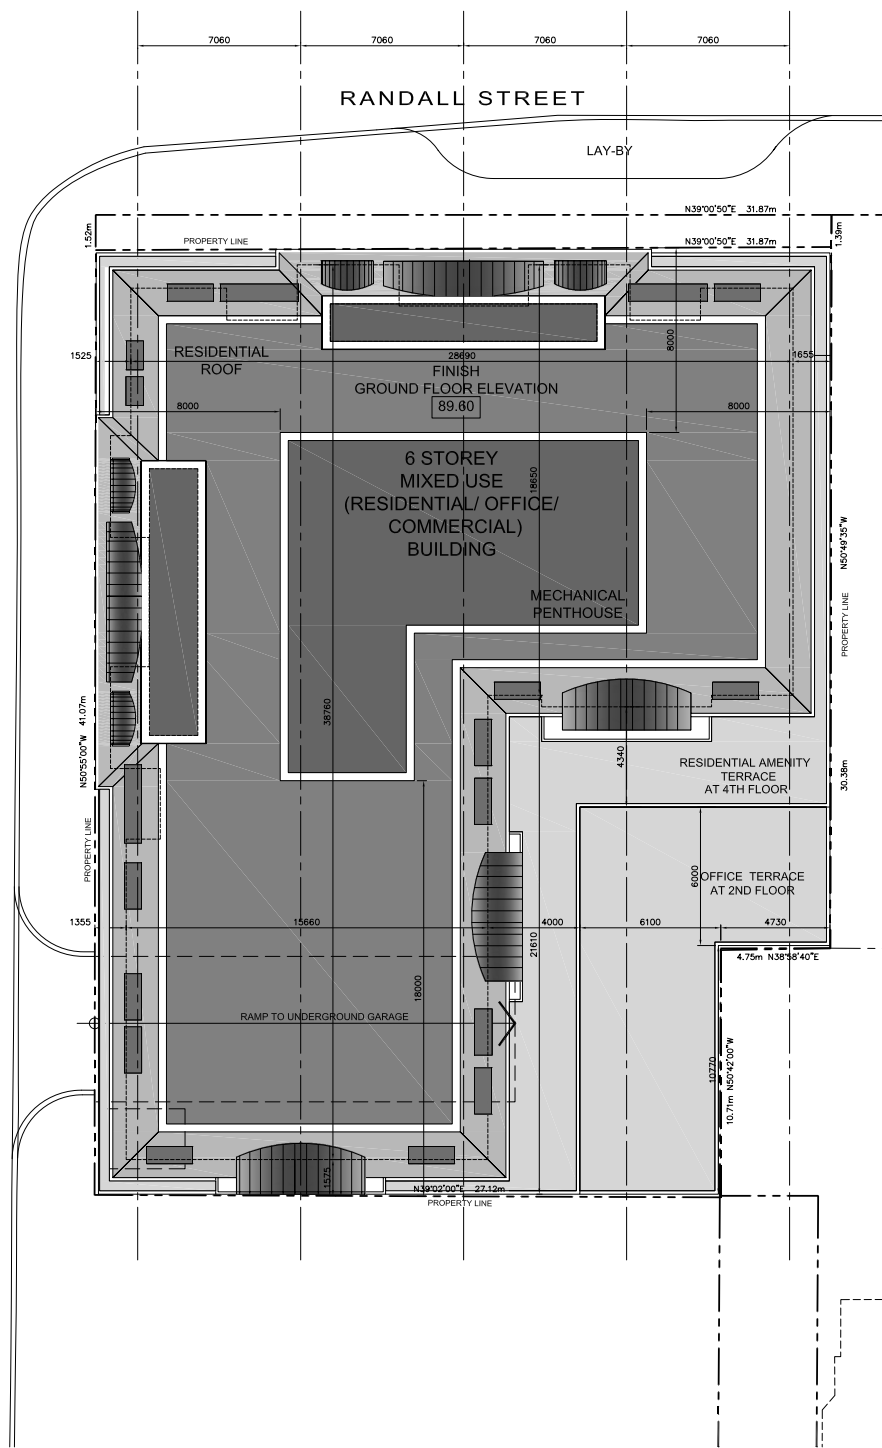 7060
7060
7060
7060
RANDALL STREET
LAY-BY
N39°00'50"E 31.87m
1.52m
1.39m
PROPERTY LINE
N39°00'50"E 31.87m
8000
1525
RESIDENTIAL
ROOF
28690
1655
FINISH
GROUND FLOOR ELEVATION
89.60
8000
8000
6 STOREY
MIXED USE
(RESIDENTIAL/ OFFICE/
COMMERCIAL)
BUILDING
18650
N50°49'35"W
MECHANICAL
PENTHOUSE
PROPERTY LINE
38760
N50°55'00"W 41.07m
4340
RESIDENTIAL AMENITY
TERRACE
AT 4TH FLOOR
30.38m
PROPERTY LINE
6000
OFFICE TERRACE
AT 2ND FLOOR
1355
15660
4000
6100
4730
21610
4.75m N38°58'40"E
18000
RAMP TO UNDERGROUND GARAGE
10770
10.71m N50°42'00"W
1575
N39°02'00"E 27.12m
PROPERTY LINE